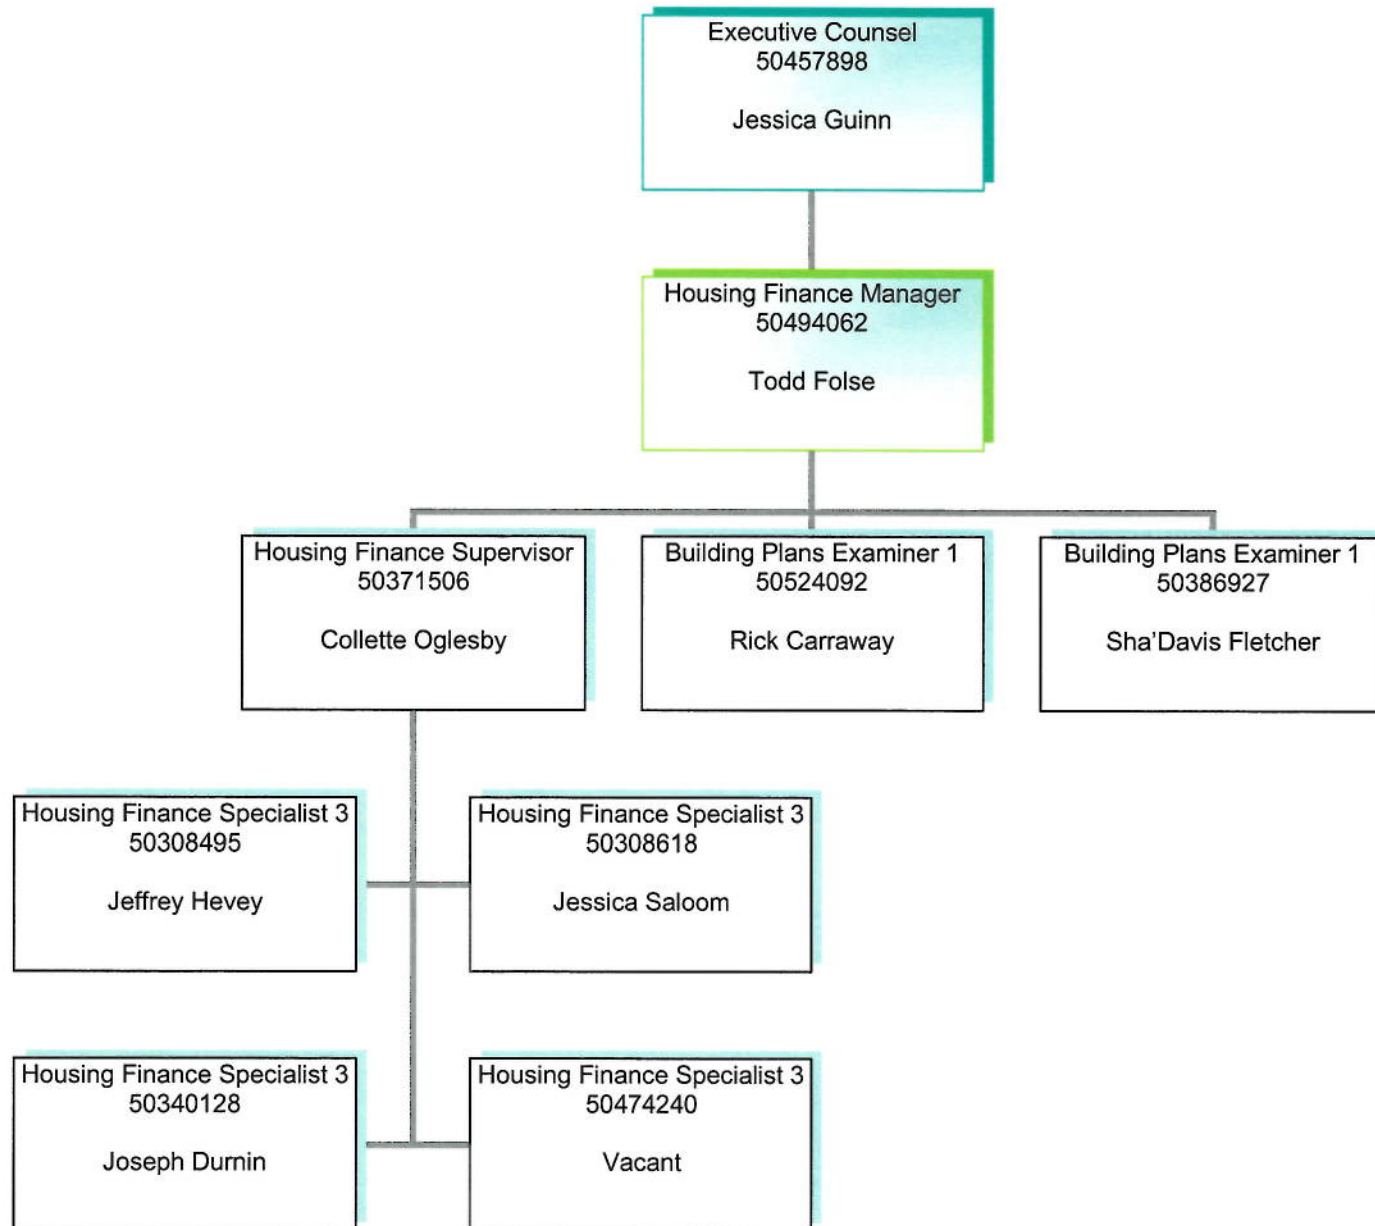 Executive Counsel
50457898
Jessica Guinn
Housing Finance Manager
50494062
Todd Folse
Housing Finance Supervisor
50371506
Collette Oglesby
Building Plans Examiner 1
50524092
Rick Carraway
Building Plans Examiner 1
50386927
Sha'Davis Fletcher
Housing Finance Specialist 3
50308495
Jeffrey Hevey
Housing Finance Specialist 3
50308618
Jessica Saloom
Housing Finance Specialist 3
50340128
Joseph Durnin
Housing Finance Specialist 3
50474240
Vacant